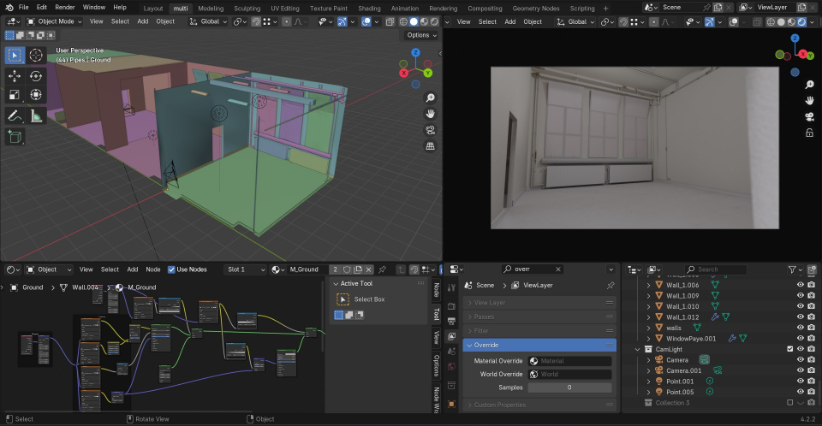 File Edit Render Window Help Layout multi Modeling Sculpting UV Editing Texture Paint Shading Animation Rendering Compositing Geometry Nodes Scripting Scene ViewLayer
Object Mode View Select Add Object Global
View Select Add Object Global
Options
User Perspective
(44) Pipes | Ground
Z
Y
X
Object View Select Add Node Use Nodes Slot 1 M_Ground 2
Ground Wall.004 M_Ground
Active Tool
Select Box
Node
Tool
View
Options
overr
Scene ViewLayer
View Layer
Passes
Filter
Override
Material Override Material
World Override World
Samples 0
Custom Properties
Search
Wall_1.006
Wall_1.009
Wall_1.010
Wall_1.012
walls
WindowPaya.001
CamLight
Camera
Camera.001
Point.001
Point.005
Collection 3
Select Rotate View Object 4.2.2